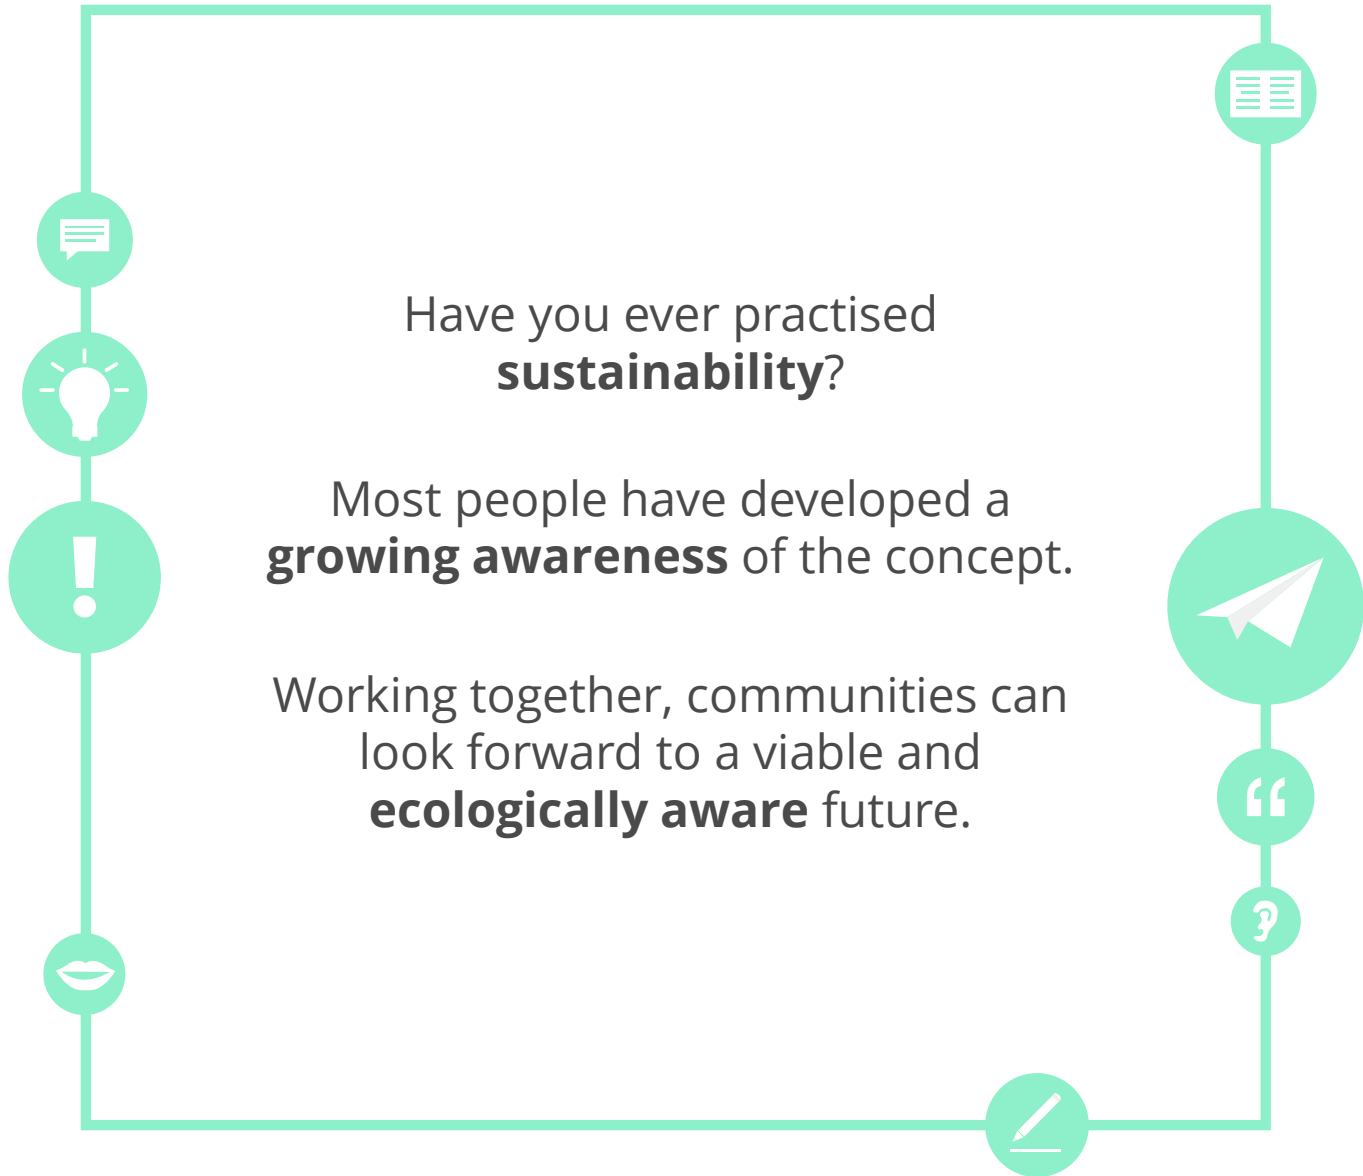 Have you ever practised
sustainability?
Most people have developed a
growing awareness of the concept.
Working together, communities can
look forward to a viable and
ecologically aware future.